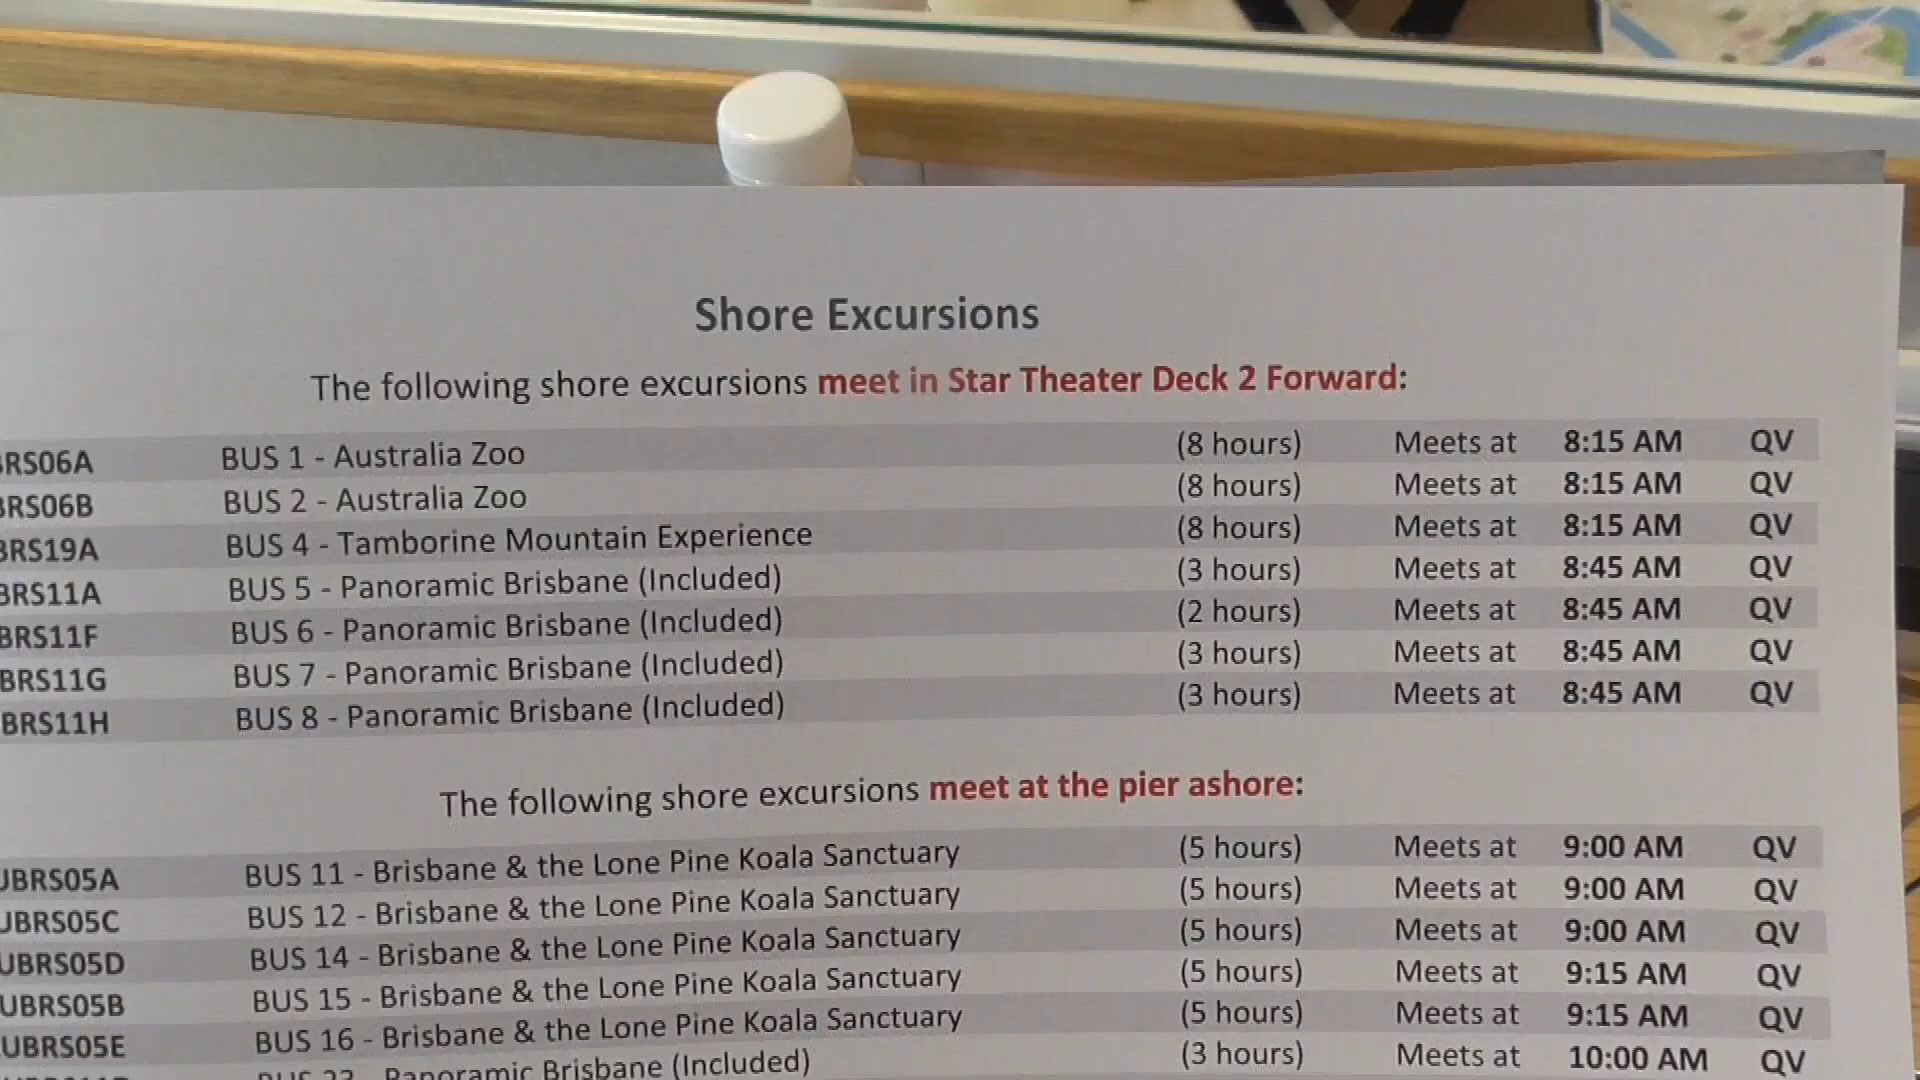 Shore Excursions
The following shore excursions meet in Star Theater Deck 2 Forward:
BRS06A BUS 1 - Australia Zoo (8 hours) Meets at 8:15 AM QV
BRS06B BUS 2 - Australia Zoo (8 hours) Meets at 8:15 AM QV
BRS19A BUS 4 - Tamborine Mountain Experience (8 hours) Meets at 8:15 AM QV
BRS11A BUS 5 - Panoramic Brisbane (Included) (3 hours) Meets at 8:45 AM QV
BRS11F BUS 6 - Panoramic Brisbane (Included) (2 hours) Meets at 8:45 AM QV
BRS11G BUS 7 - Panoramic Brisbane (Included) (3 hours) Meets at 8:45 AM QV
BRS11H BUS 8 - Panoramic Brisbane (Included) (3 hours) Meets at 8:45 AM QV
The following shore excursions meet at the pier ashore:
UBRS05A BUS 11 - Brisbane & the Lone Pine Koala Sanctuary (5 hours) Meets at 9:00 AM QV
UBRS05C BUS 12 - Brisbane & the Lone Pine Koala Sanctuary (5 hours) Meets at 9:00 AM QV
UBRS05D BUS 14 - Brisbane & the Lone Pine Koala Sanctuary (5 hours) Meets at 9:00 AM QV
UBRS05B BUS 15 - Brisbane & the Lone Pine Koala Sanctuary (5 hours) Meets at 9:15 AM QV
UBRS05E BUS 16 - Brisbane & the Lone Pine Koala Sanctuary (5 hours) Meets at 9:15 AM QV
Panoramic Brisbane (Included) (3 hours) Meets at 10:00 AM QV